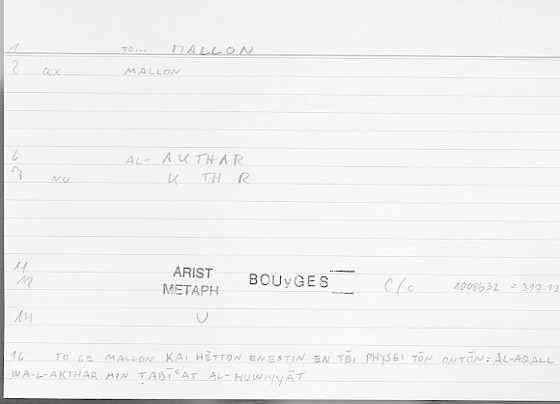 1 TO... MALLON
2 QX MALLON
6 AL- AKTHAR
7 NU K TH R
11 ARIST BOUyGES
12 METAPH C/c 1008b32 = 392.12
14 U
16 TO GE MALLON KAI HĒTTON ENESTIN EN TĒI PHYSEI TŌN ONTŌN = AL-AQALL
WA-L-AKTHAR MIN ṬABĪʿAT AL-HUWIYYĀT